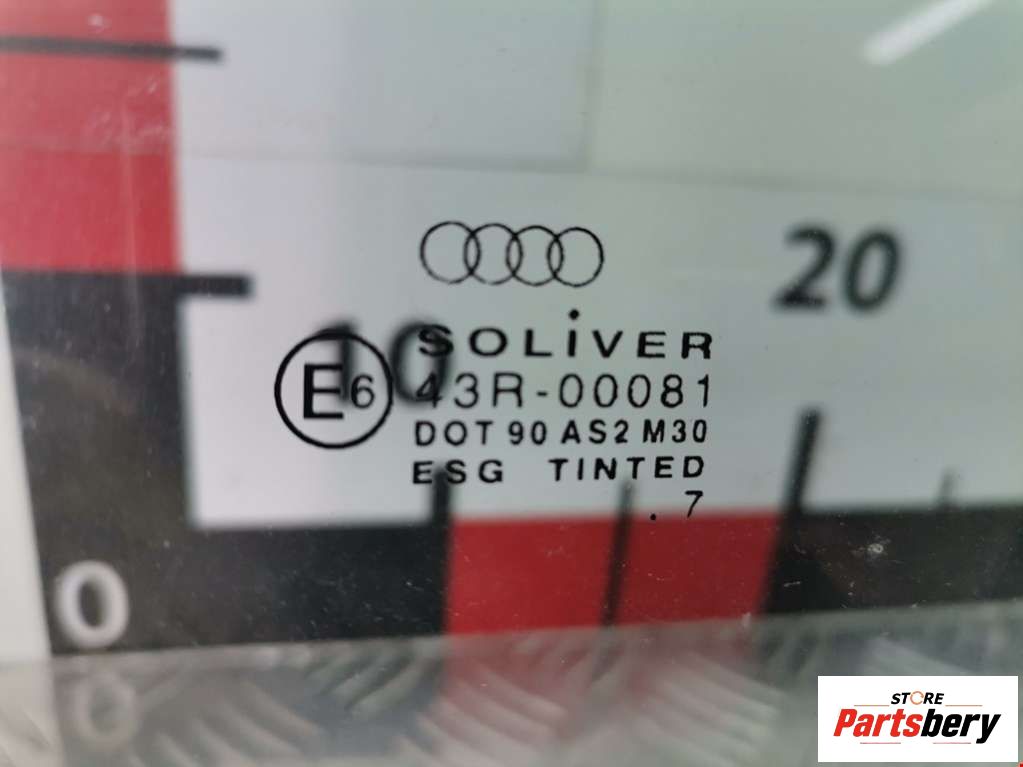 20
10
SOLiVER
E6 43R-00081
DOT 90 AS2 M30
ESG TINTED
. 7
0
STORE
Partsbery